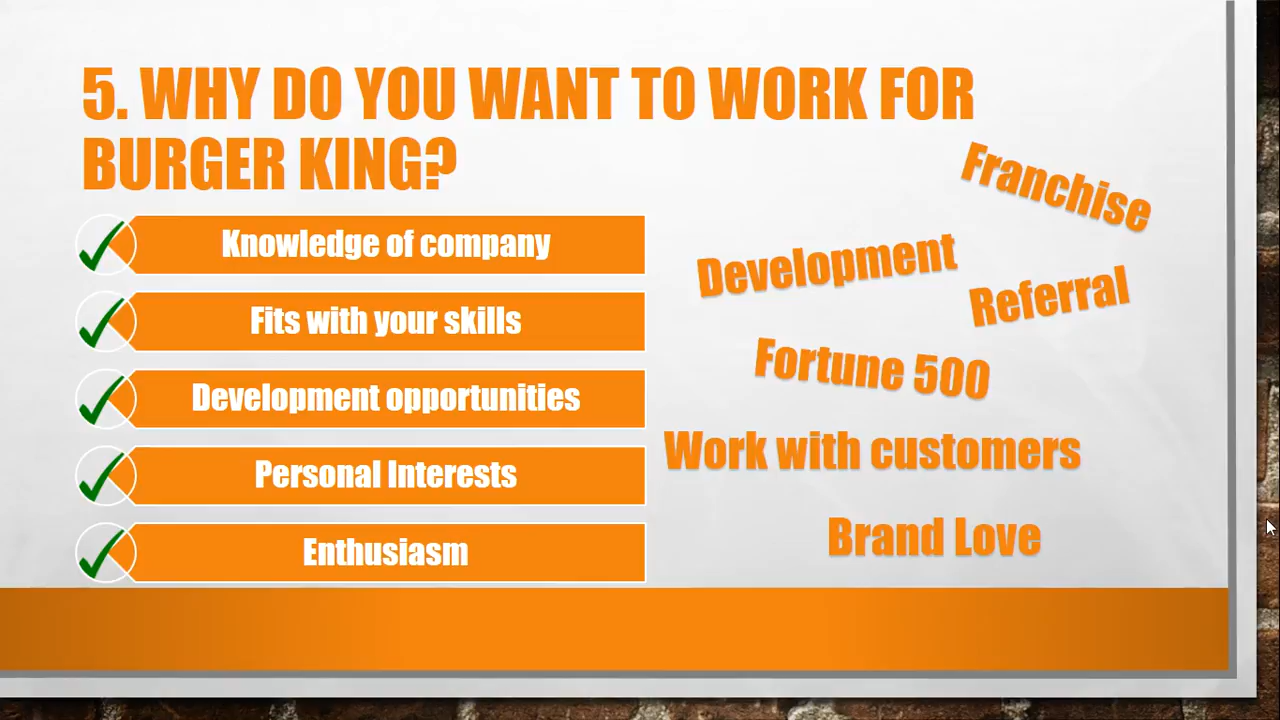 5. WHY DO YOU WANT TO WORK FOR
BURGER KING?
Knowledge of company
Fits with your skills
Development opportunities
Personal Interests
Enthusiasm
Franchise
Development
Referral
Fortune 500
Work with customers
Brand Love